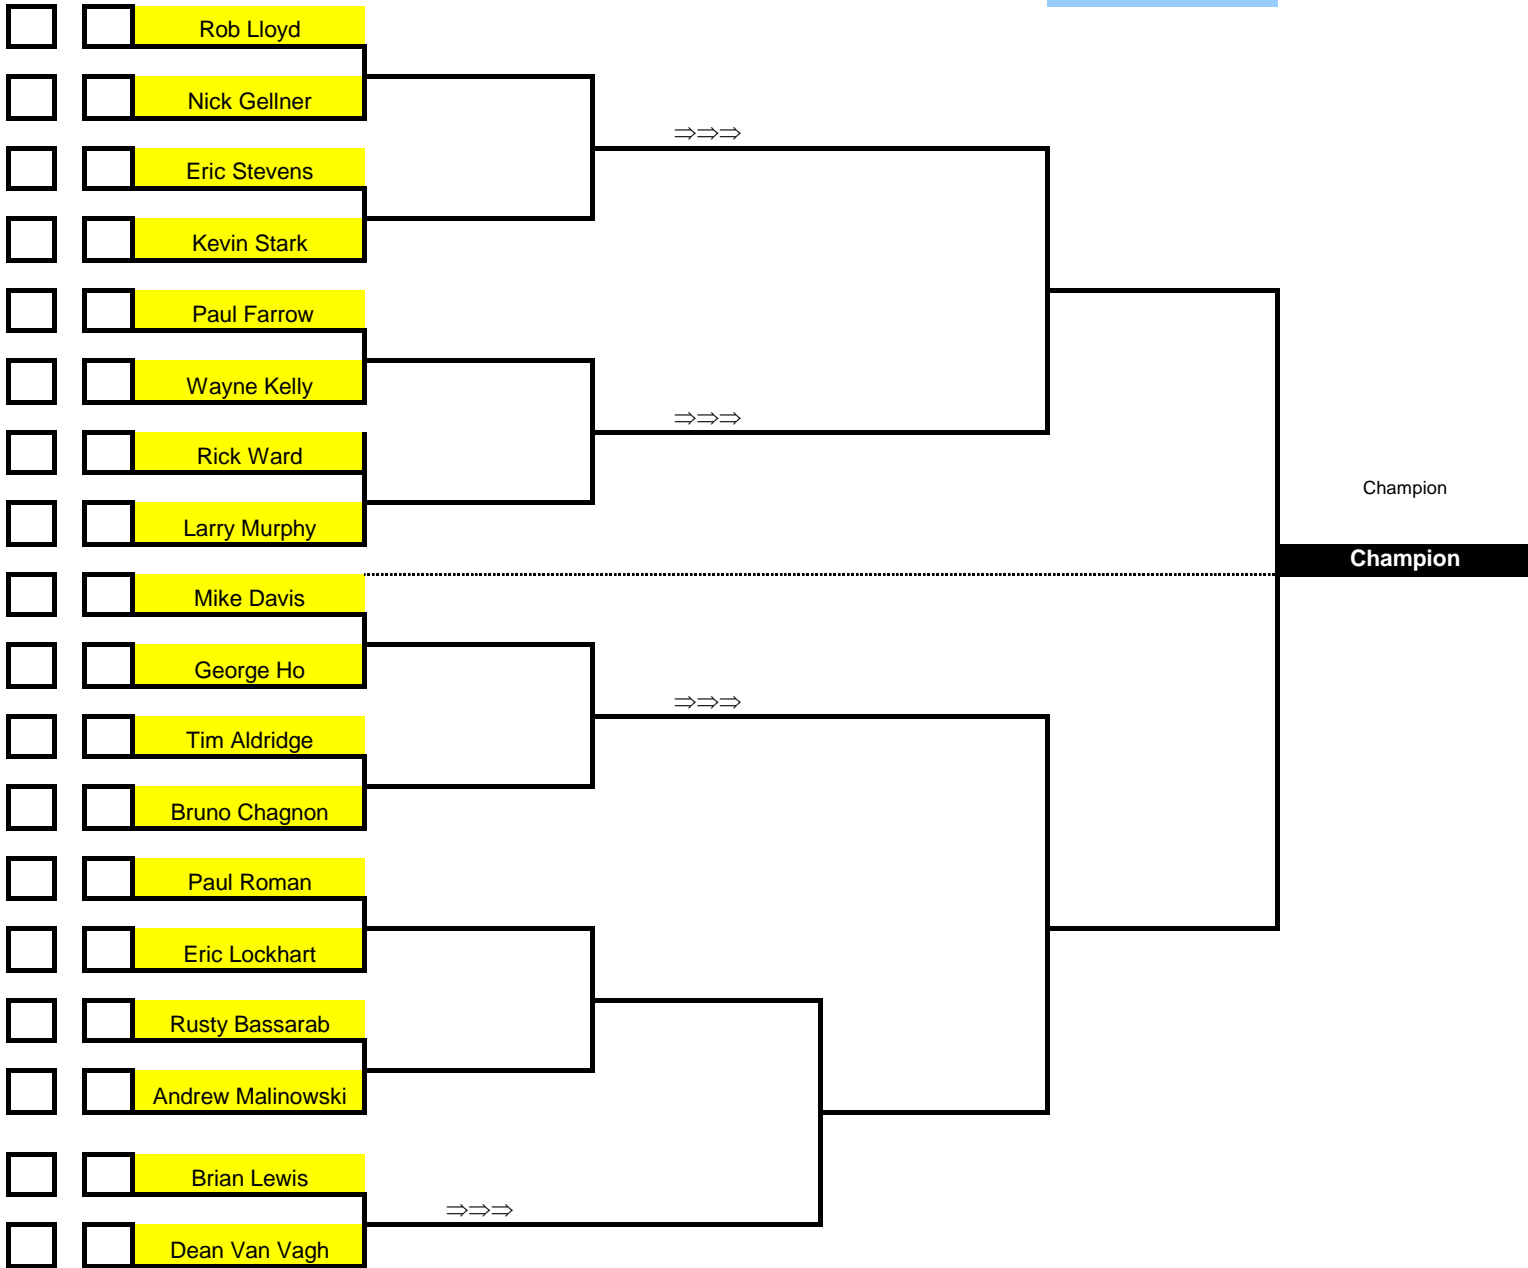 Rob Lloyd
Nick Gellner
⇒⇒⇒
Eric Stevens
Kevin Stark
Paul Farrow
Wayne Kelly
⇒⇒⇒
Rick Ward
Champion
Larry Murphy
Champion
Mike Davis
George Ho
⇒⇒⇒
Tim Aldridge
Bruno Chagnon
Paul Roman
Eric Lockhart
Rusty Bassarab
Andrew Malinowski
Brian Lewis
⇒⇒⇒
Dean Van Vagh